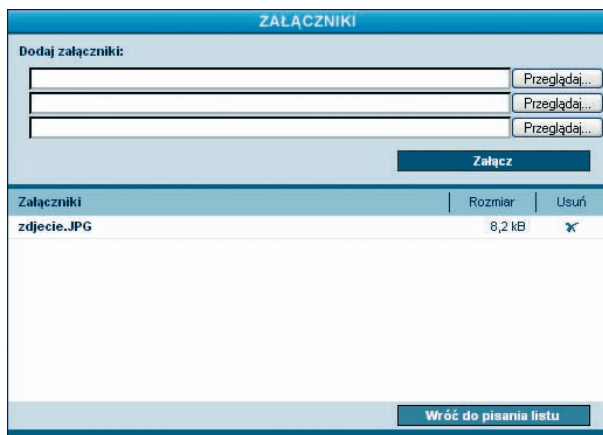 ZAŁĄCZNIKI
Dodaj załączniki:
Przeglądaj...
Przeglądaj...
Przeglądaj...
Załącz
Załączniki Rozmiar Usuń
zdjecie.JPG 8,2 kB
Wróć do pisania listu